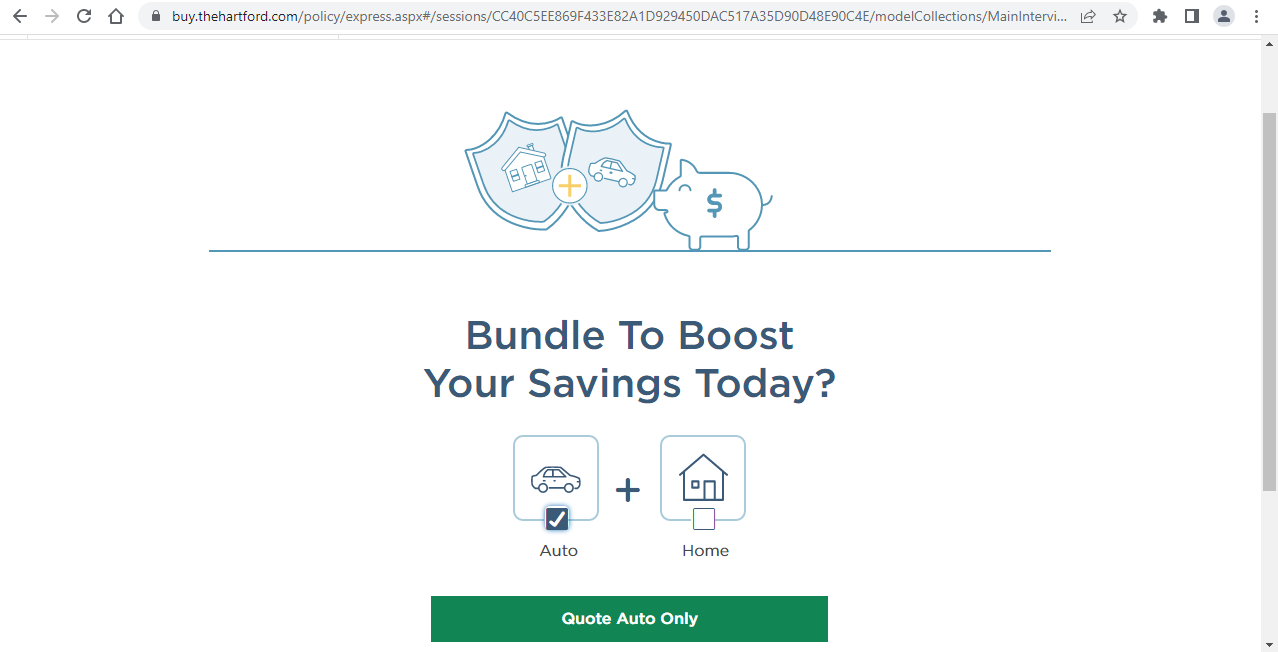 buy.thehartford.com/policy/express.aspx#/sessions/CC40C5EE869F433E82A1D929450DAC517A35D90D48E90C4E/modelCollections/MainIntervi...
$
Bundle To Boost
Your Savings Today?
+
Auto
Home
Quote Auto Only